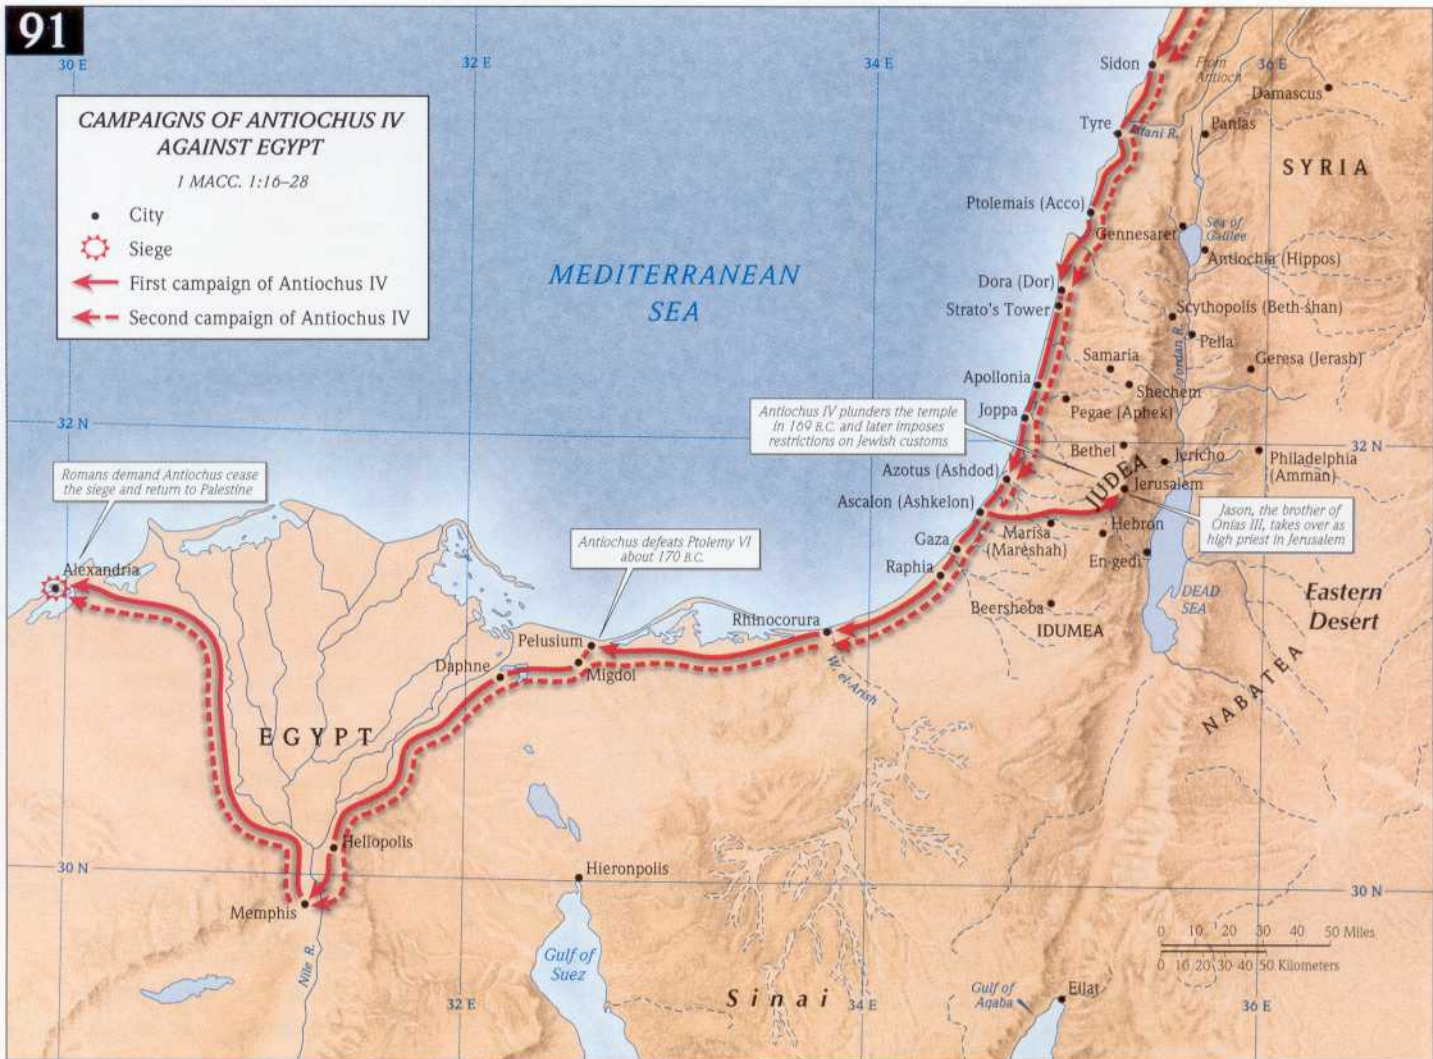 91
30 E
32 E
34 E
36 E
CAMPAIGNS OF ANTIOCHUS IV
AGAINST EGYPT
1 MACC. 1:16–28
City
Siege
First campaign of Antiochus IV
Second campaign of Antiochus IV
MEDITERRANEAN
SEA
Sidon
From
Antioch
Damascus
Tyre
Litani R.
Panias
SYRIA
Ptolemais (Acco)
Gennesaret
Sea of
Galilee
Antiochia (Hippos)
Dora (Dor)
Strato's Tower
Scythopolis (Beth-shan)
Jordan R.
Pella
Samaria
Geresa (Jerash)
Apollonia
Shechem
Joppa
Pegae (Aphek)
Antiochus IV plunders the temple
in 169 B.C. and later imposes
restrictions on Jewish customs
32 N
32 N
Bethel
Jericho
Philadelphia
(Amman)
Azotus (Ashdod)
JUDEA
Jerusalem
Ascalon (Ashkelon)
Romans demand Antiochus cease
the siege and return to Palestine
Jason, the brother of
Onias III, takes over as
high priest in Jerusalem
Marisa
(Mareshah)
Hebron
Gaza
Antiochus defeats Ptolemy VI
about 170 B.C.
En-gedi
Raphia
Alexandria
Beersheba
DEAD
SEA
Eastern
Desert
Rhinocorura
IDUMEA
Pelusium
Daphne
Migdol
W. el-Arish
NABATEA
EGYPT
Heliopolis
30 N
Hieronpolis
30 N
Memphis
0 10 20 30 40 50 Miles
0 10 20 30 40 50 Kilometers
Nile R.
Gulf of
Suez
32 E
Sinai
34 E
Gulf of
Aqaba
Eilat
36 E